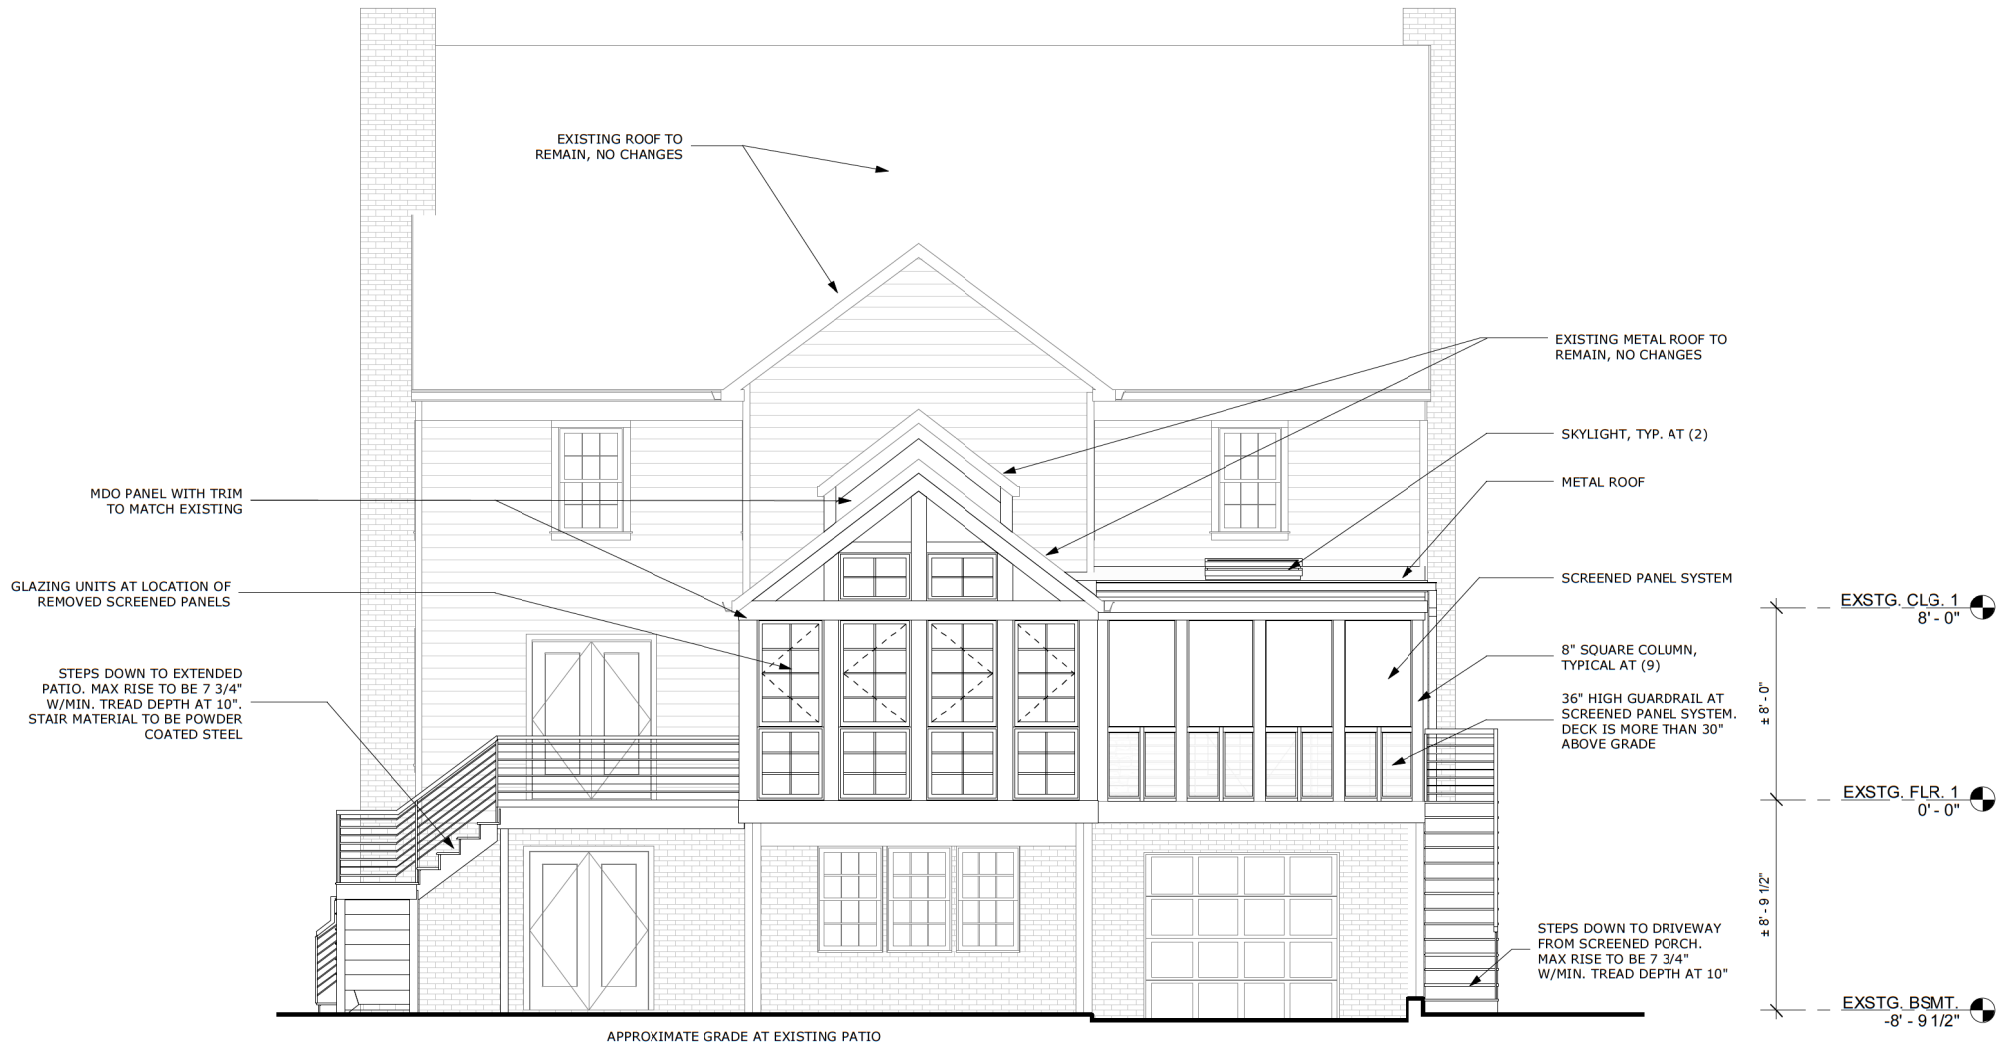 EXISTING ROOF TO
REMAIN, NO CHANGES
EXISTING METAL ROOF TO
REMAIN, NO CHANGES
SKYLIGHT, TYP. AT (2)
METAL ROOF
MDO PANEL WITH TRIM
TO MATCH EXISTING
GLAZING UNITS AT LOCATION OF
REMOVED SCREENED PANELS
SCREENED PANEL SYSTEM
EXSTG. CLG. 1
8' - 0"
STEPS DOWN TO EXTENDED
PATIO. MAX RISE TO BE 7 3/4"
W/MIN. TREAD DEPTH AT 10".
STAIR MATERIAL TO BE POWDER
COATED STEEL
8" SQUARE COLUMN,
TYPICAL AT (9)
36" HIGH GUARDRAIL AT
SCREENED PANEL SYSTEM.
DECK IS MORE THAN 30"
ABOVE GRADE
± 8' - 0"
EXSTG. FLR. 1
0' - 0"
± 8' - 9 1/2"
STEPS DOWN TO DRIVEWAY
FROM SCREENED PORCH.
MAX RISE TO BE 7 3/4"
W/MIN. TREAD DEPTH AT 10"
EXSTG. BSMT.
-8' - 9 1/2"
APPROXIMATE GRADE AT EXISTING PATIO